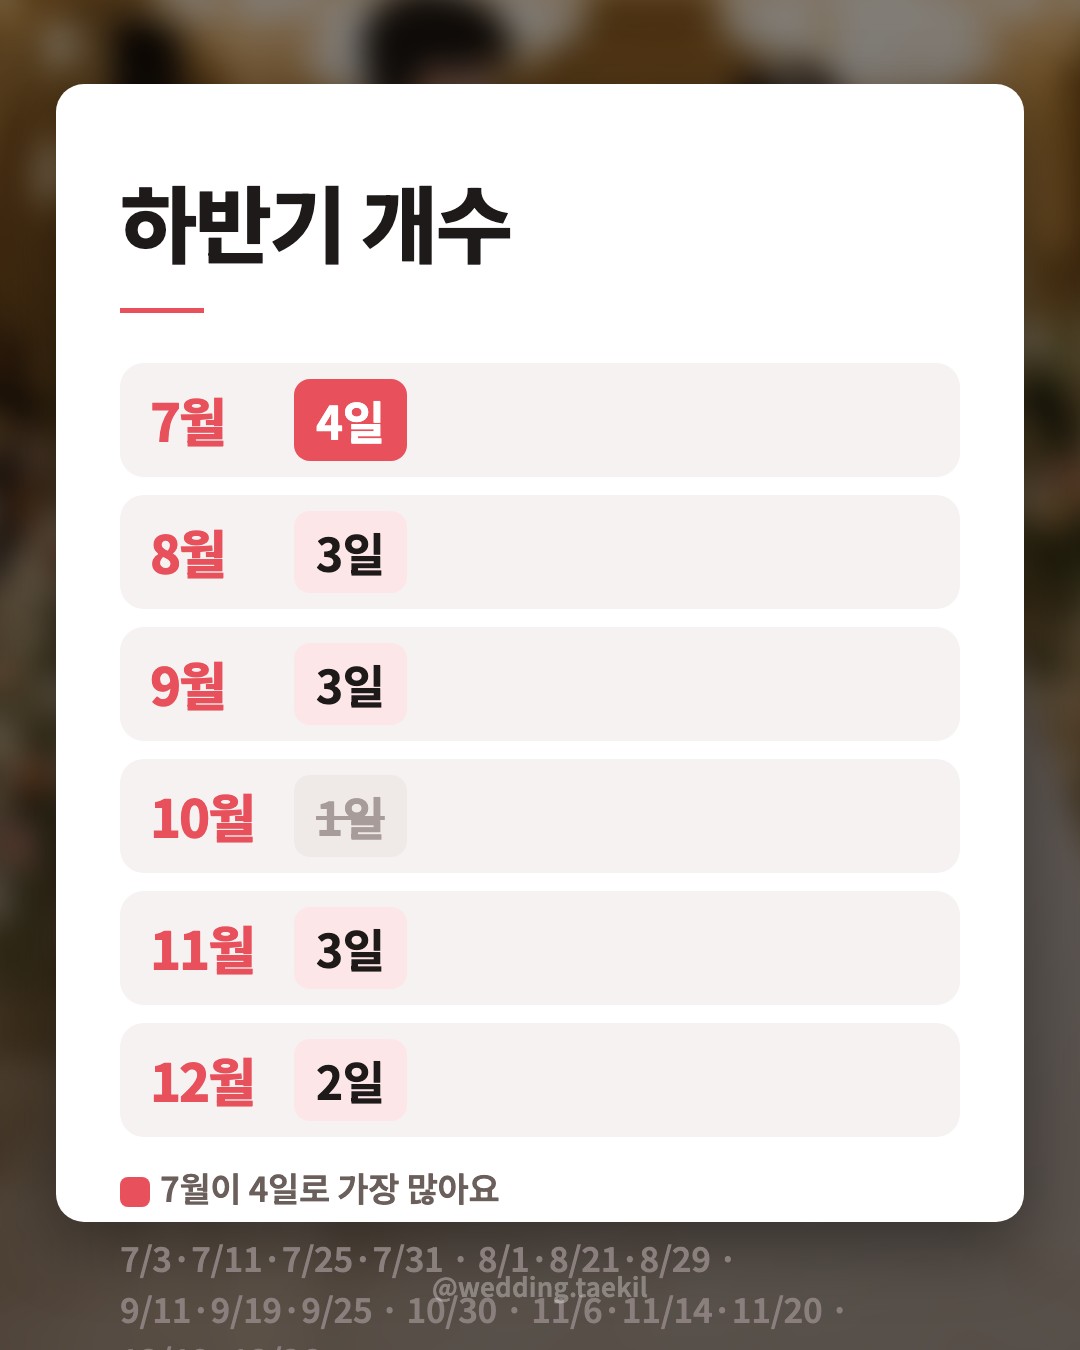 하반기 개수
7월 4일
8월 3일
9월 3일
10월 1일
11월 3일
12월 2일
7월이 4일로 가장 많아요
7/3·7/11·7/25·7/31 · 8/1·8/21·8/29 ·
@wedding.taekil
9/11·9/19·9/25 · 10/30 · 11/6·11/14·11/20 ·